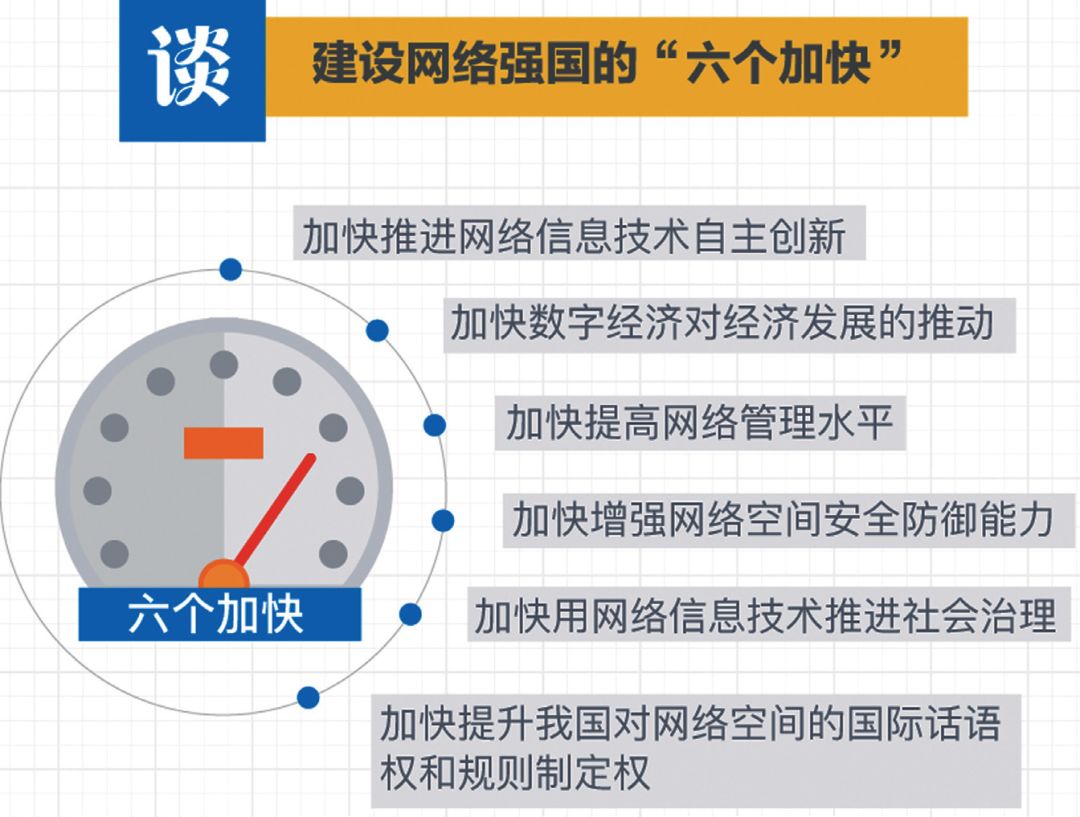 谈
建设网络强国的“六个加快”
加快推进网络信息技术自主创新
加快数字经济对经济发展的推动
加快提高网络管理水平
加快增强网络空间安全防御能力
加快用网络信息技术推进社会治理
六个加快
加快提升我国对网络空间的国际话语
权和规则制定权